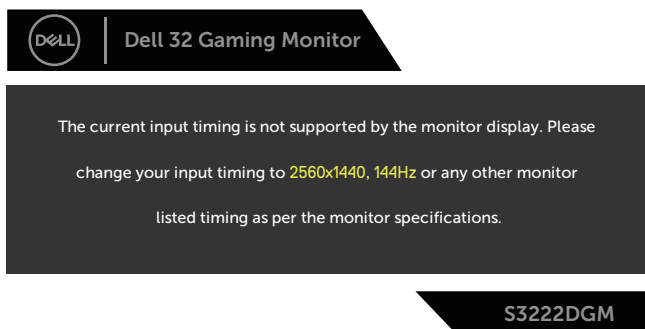 DELL
Dell 32 Gaming Monitor
The current input timing is not supported by the monitor display. Please
change your input timing to 2560x1440, 144Hz or any other monitor
listed timing as per the monitor specifications.
S3222DGM